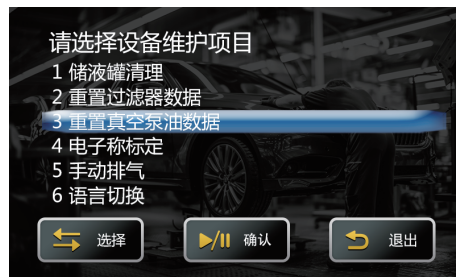 请选择设备维护项目
1 储液罐清理
2 重置过滤器数据
3 重置真空泵油数据
4 电子称标定
5 手动排气
6 语言切换
选择
确认
退出